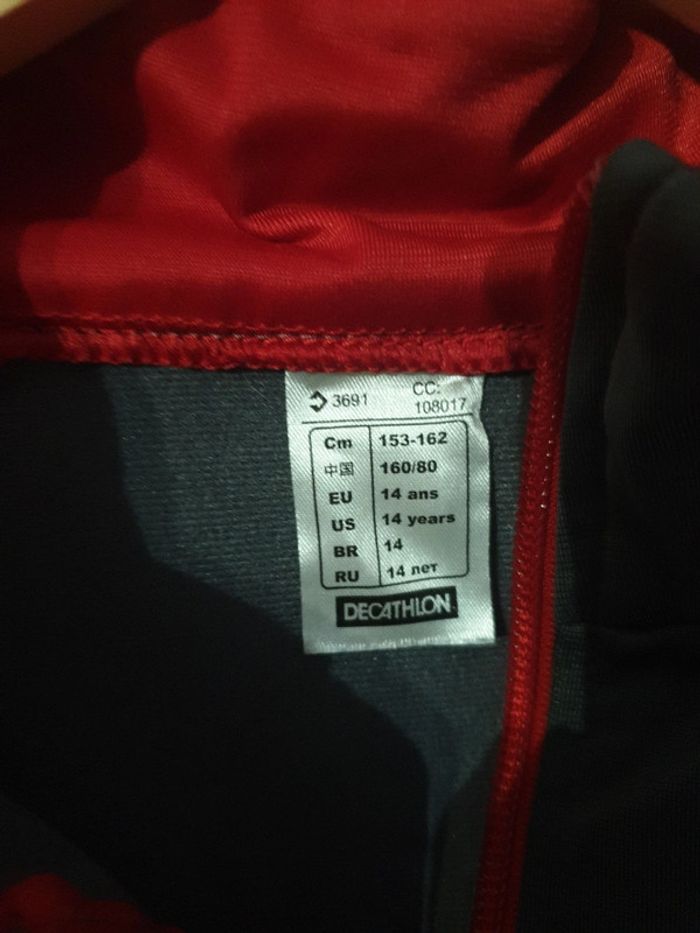 3691 CC: 108017
Cm 153-162
中国 160/80
EU 14 ans
US 14 years
BR 14
RU 14 лет
DECATHLON